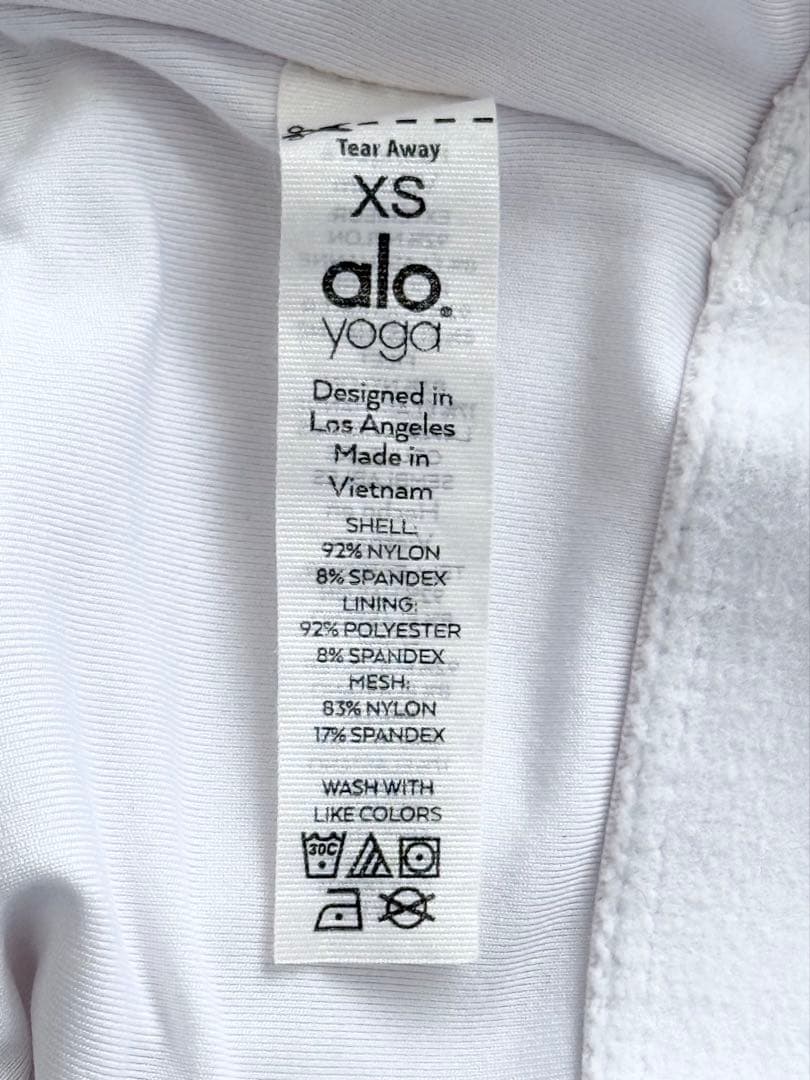 Tear Away
XS
alo®
yoga
Designed in
Los Angeles
Made in
Vietnam
SHELL:
92% NYLON
8% SPANDEX
LINING:
92% POLYESTER
8% SPANDEX
MESH:
83% NYLON
17% SPANDEX
WASH WITH
LIKE COLORS
30C